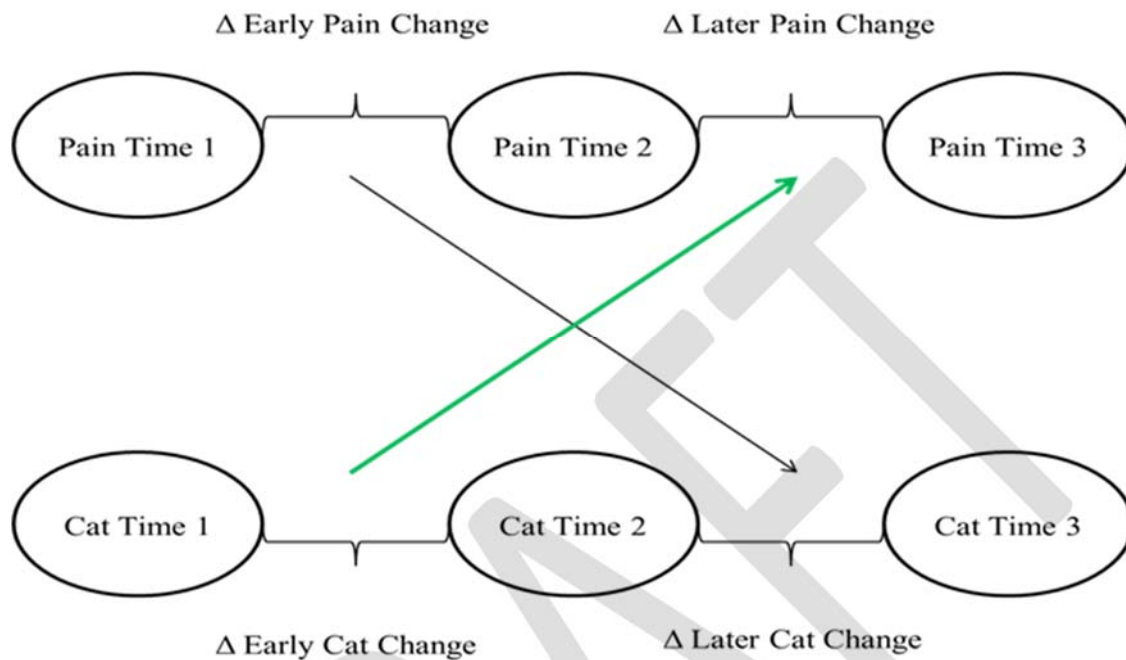 Δ Early Pain Change Δ Later Pain Change
Pain Time 1 Pain Time 2 Pain Time 3
Cat Time 1 Cat Time 2 Cat Time 3
Δ Early Cat Change Δ Later Cat Change